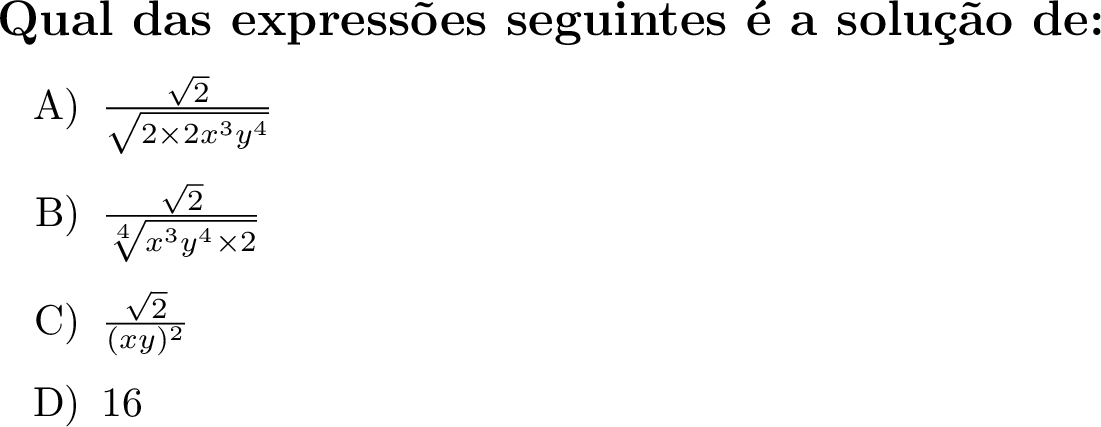 Qual das expressões seguintes é a solução de:
A) \frac{\sqrt{2}}{\sqrt{2 \times 2x^3y^4}}
B) \frac{\sqrt{2}}{\sqrt[4]{x^3y^4 \times 2}}
C) \frac{\sqrt{2}}{(xy)^2}
D) 16